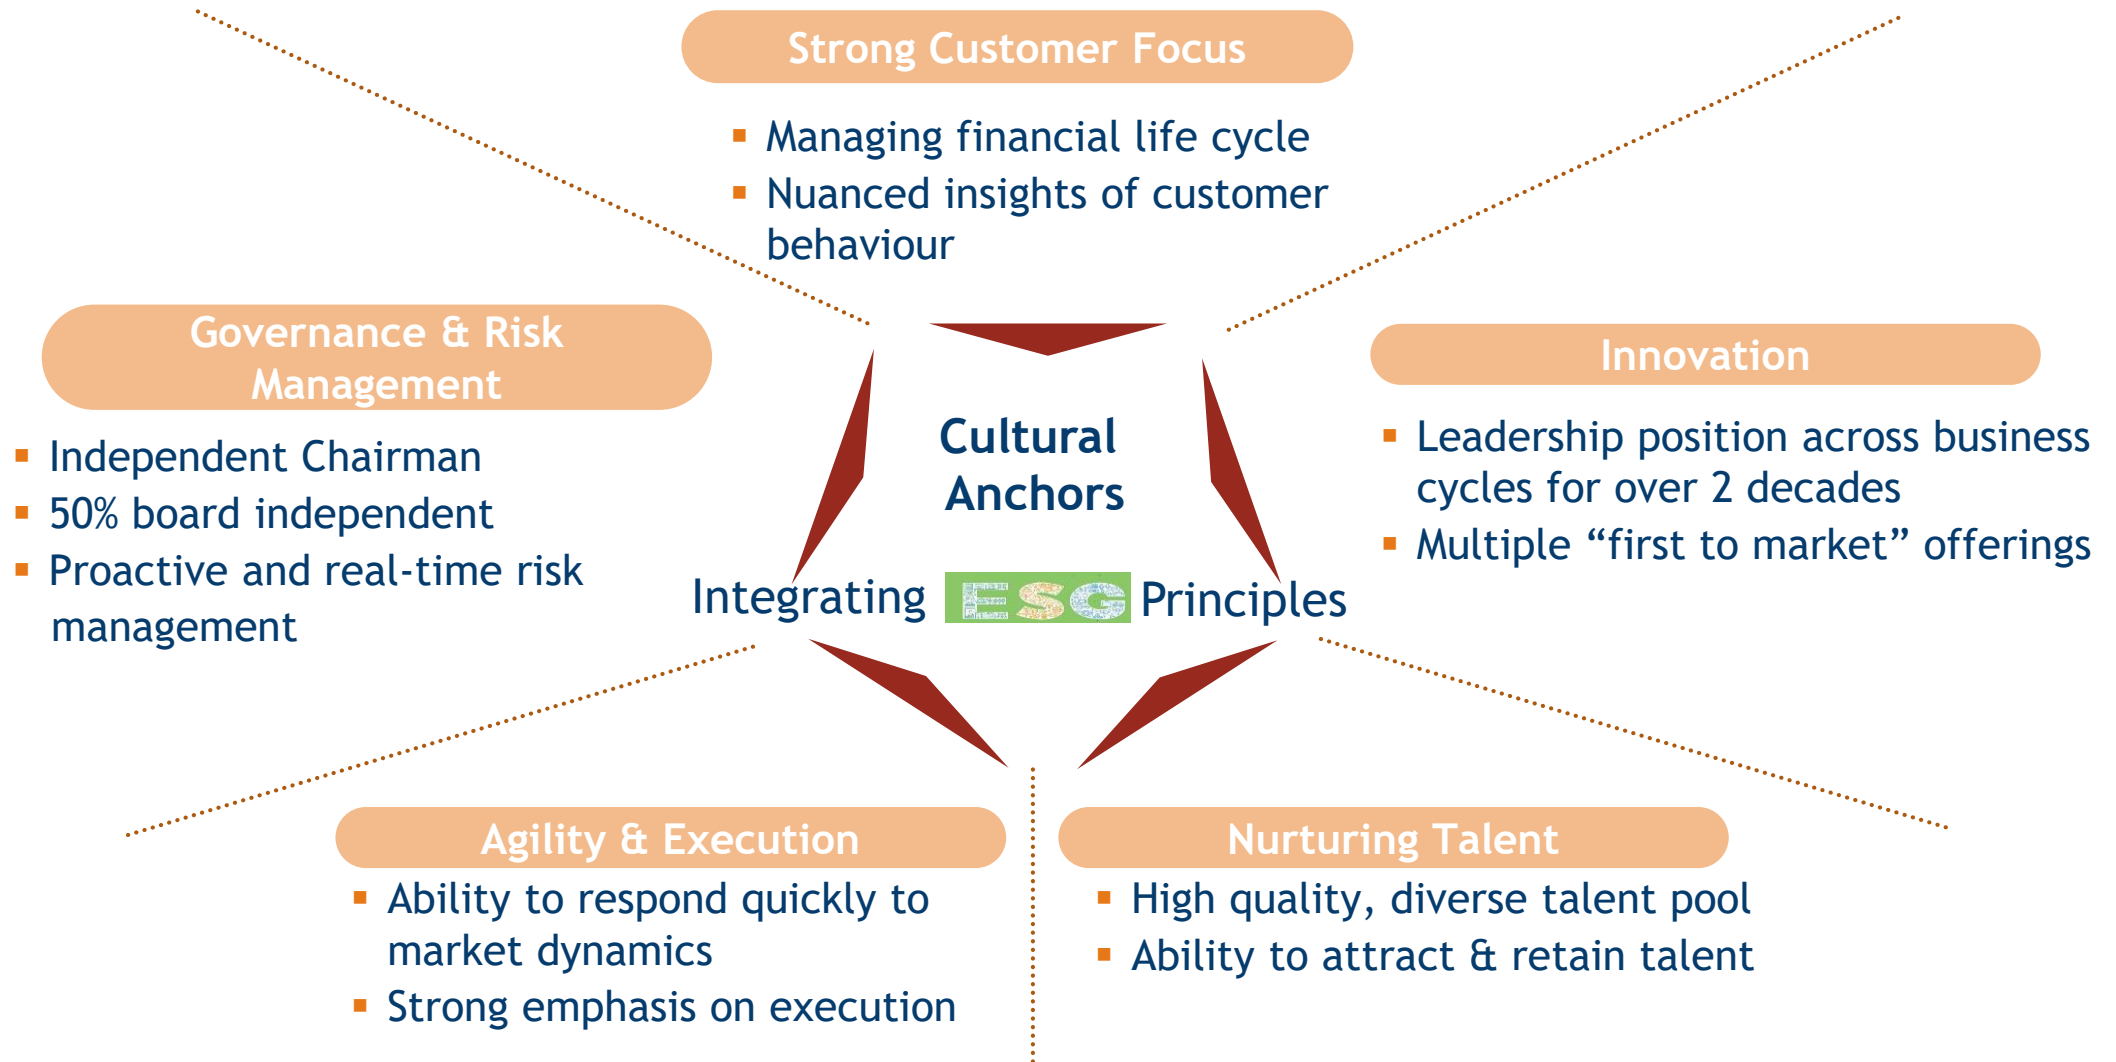 Strong Customer Focus
▪ Managing financial life cycle
▪ Nuanced insights of customer
behaviour
Governance & Risk
Management
▪ Independent Chairman
▪ 50% board independent
▪ Proactive and real-time risk
management
Cultural
Anchors
Integrating ESG Principles
Innovation
▪ Leadership position across business
cycles for over 2 decades
▪ Multiple “first to market” offerings
Agility & Execution
▪ Ability to respond quickly to
market dynamics
▪ Strong emphasis on execution
Nurturing Talent
▪ High quality, diverse talent pool
▪ Ability to attract & retain talent